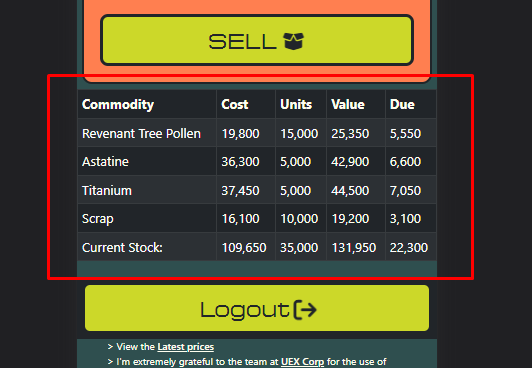 SELL
Commodity Cost Units Value Due
Revenant Tree Pollen 19,800 15,000 25,350 5,550
Astatine 36,300 5,000 42,900 6,600
Titanium 37,450 5,000 44,500 7,050
Scrap 16,100 10,000 19,200 3,100
Current Stock: 109,650 35,000 131,950 22,300
Logout
> View the Latest prices
> I'm extremely grateful to the team at UEX Corp for the use of